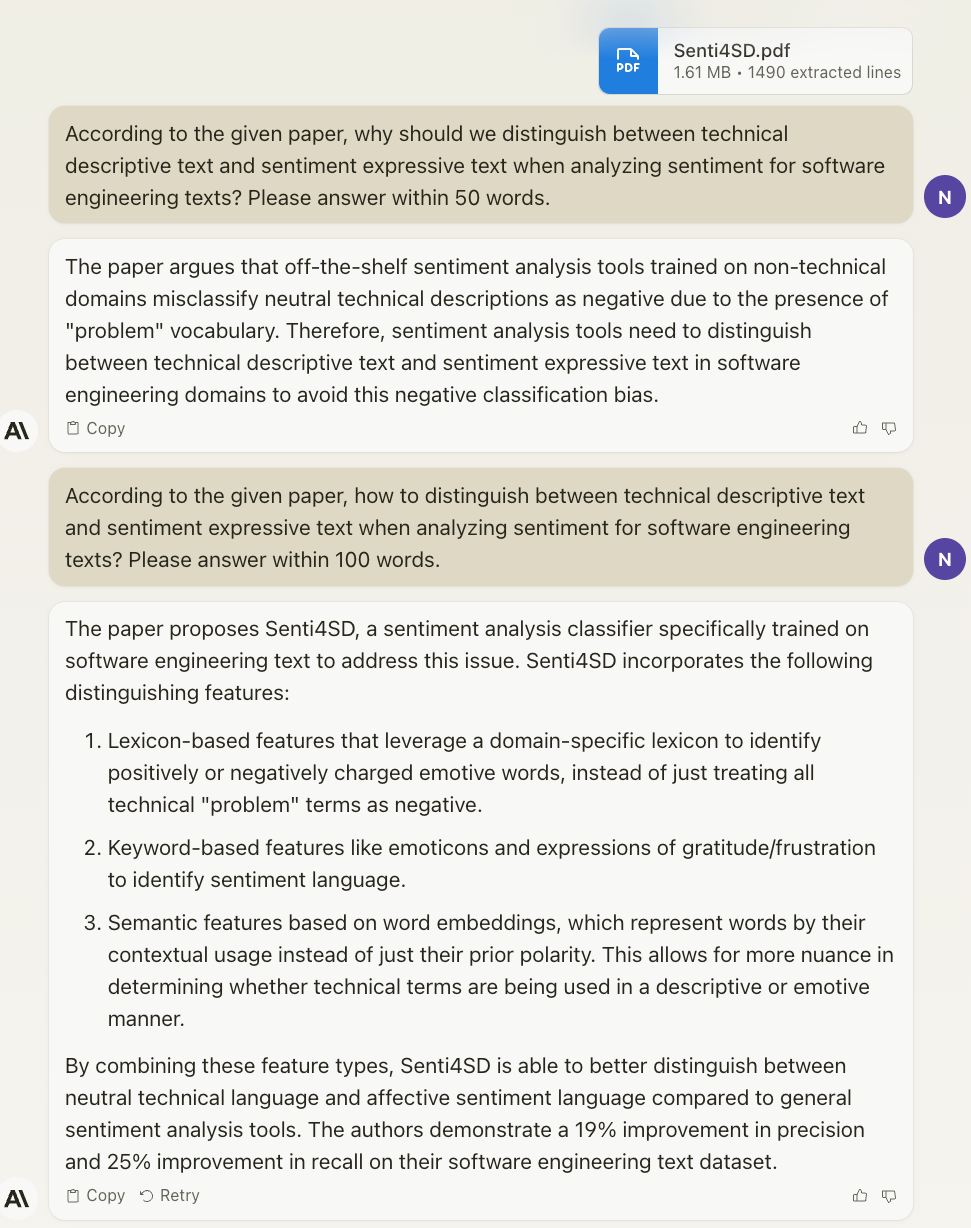 PDF
Senti4SD.pdf
1.61 MB • 1490 extracted lines
According to the given paper, why should we distinguish between technical
descriptive text and sentiment expressive text when analyzing sentiment for software
engineering texts? Please answer within 50 words.
N
The paper argues that off-the-shelf sentiment analysis tools trained on non-technical
domains misclassify neutral technical descriptions as negative due to the presence of
"problem" vocabulary. Therefore, sentiment analysis tools need to distinguish
between technical descriptive text and sentiment expressive text in software
engineering domains to avoid this negative classification bias.
A\
Copy
According to the given paper, how to distinguish between technical descriptive text
and sentiment expressive text when analyzing sentiment for software engineering
texts? Please answer within 100 words.
N
The paper proposes Senti4SD, a sentiment analysis classifier specifically trained on
software engineering text to address this issue. Senti4SD incorporates the following
distinguishing features:
1. Lexicon-based features that leverage a domain-specific lexicon to identify
positively or negatively charged emotive words, instead of just treating all
technical "problem" terms as negative.
2. Keyword-based features like emoticons and expressions of gratitude/frustration
to identify sentiment language.
3. Semantic features based on word embeddings, which represent words by their
contextual usage instead of just their prior polarity. This allows for more nuance in
determining whether technical terms are being used in a descriptive or emotive
manner.
By combining these feature types, Senti4SD is able to better distinguish between
neutral technical language and affective sentiment language compared to general
sentiment analysis tools. The authors demonstrate a 19% improvement in precision
and 25% improvement in recall on their software engineering text dataset.
A\
Copy Retry